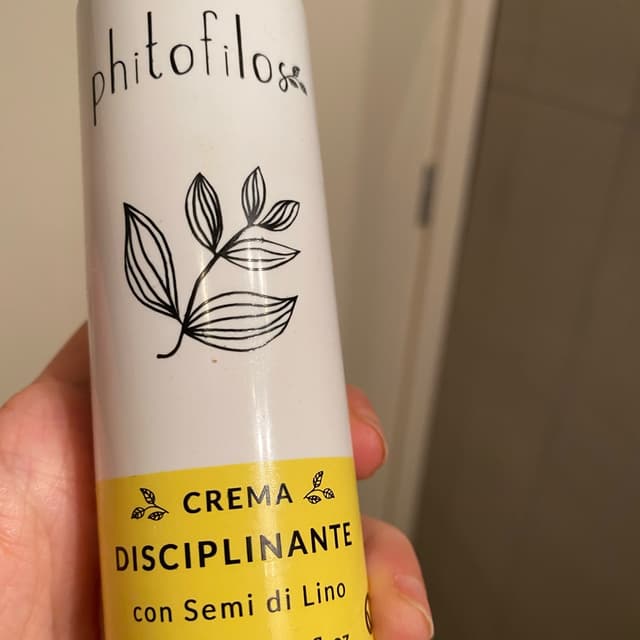 phitofilos
CREMA
DISCIPLINANTE
con Semi di Lino